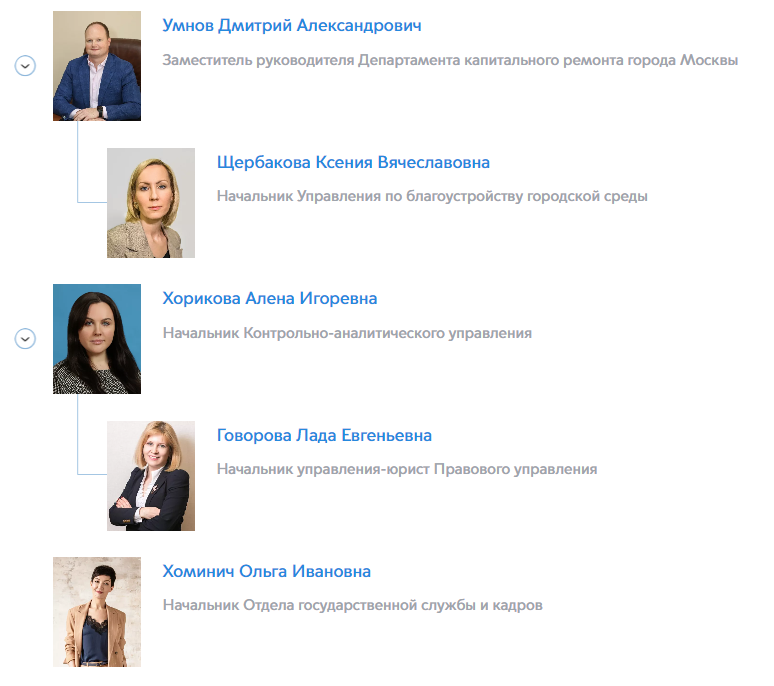 Умнов Дмитрий Александрович
Заместитель руководителя Департамента капитального ремонта города Москвы
Щербакова Ксения Вячеславовна
Начальник Управления по благоустройству городской среды
Хорикова Алена Игоревна
Начальник Контрольно-аналитического управления
Говорова Лада Евгеньевна
Начальник управления-юрист Правового управления
Хоминич Ольга Ивановна
Начальник Отдела государственной службы и кадров